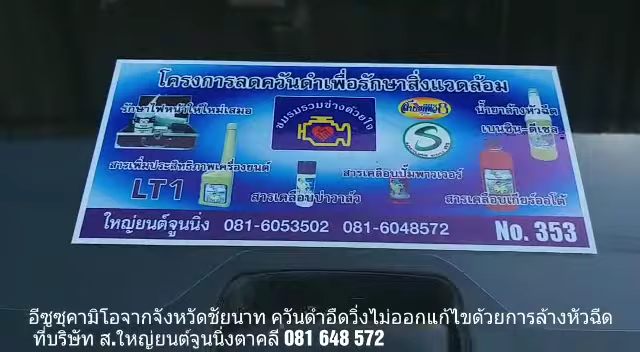 โครงการลดควันดำเพื่อรักษาสิ่งแวดล้อม
รักษาไฟหน้าให้ใหม่เสมอ
ชมรมรวมช่างด้วยใจ
น้ำยาล้างหัวฉีด
เบนซิน-ดีเซล
S
สารเพิ่มประสิทธิภาพเครื่องยนต์
LT1
สารเคลือบปั๊มพาวเวอร์
สารเคลือบบ่าวาล์ว
สารเคลือบเกียร์ออโต้
ใหญ่ยนต์จูนนิ่ง 081-6053502 081-6048572
No. 353
อีซูซุคามิโอจากจังหวัดชัยนาท ควันดำอืดวิ่งไม่ออกแก้ไขด้วยการล้างหัวฉีด
ที่บริษัท ส.ใหญ่ยนต์จูนนิ่งตาคลี 081 648 572